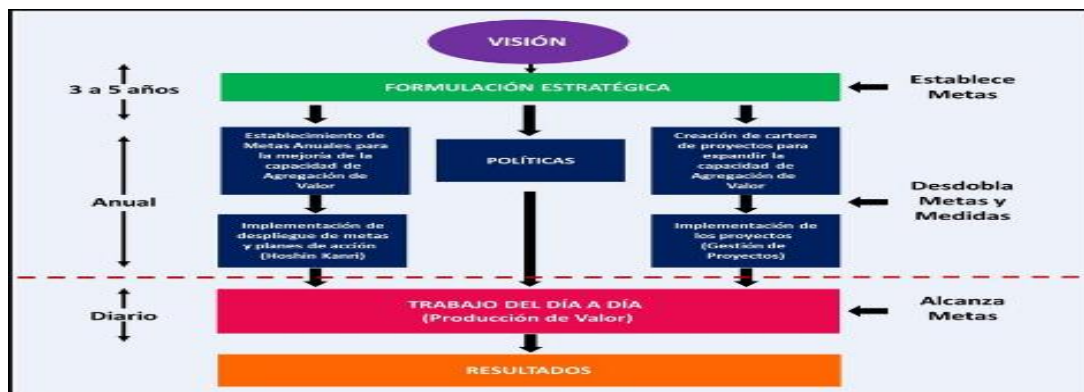 VISIÓN
3 a 5 años
FORMULACIÓN ESTRATÉGICA
Establece
Metas
Establecimiento de
Metas Anuales para
la mejoría de la
capacidad de
Agregación de
Valor
POLÍTICAS
Creación de cartera
de proyectos para
expandir la
capacidad de
Agregación de
Valor
Anual
Desdobla
Metas y
Medidas
Implementación de
despliegue de metas
y planes de acción
(Hoshin Kanri)
Implementación de
los proyectos
(Gestión de
Proyectos)
Diario
TRABAJO DEL DÍA A DÍA
(Producción de Valor)
Alcanza
Metas
RESULTADOS